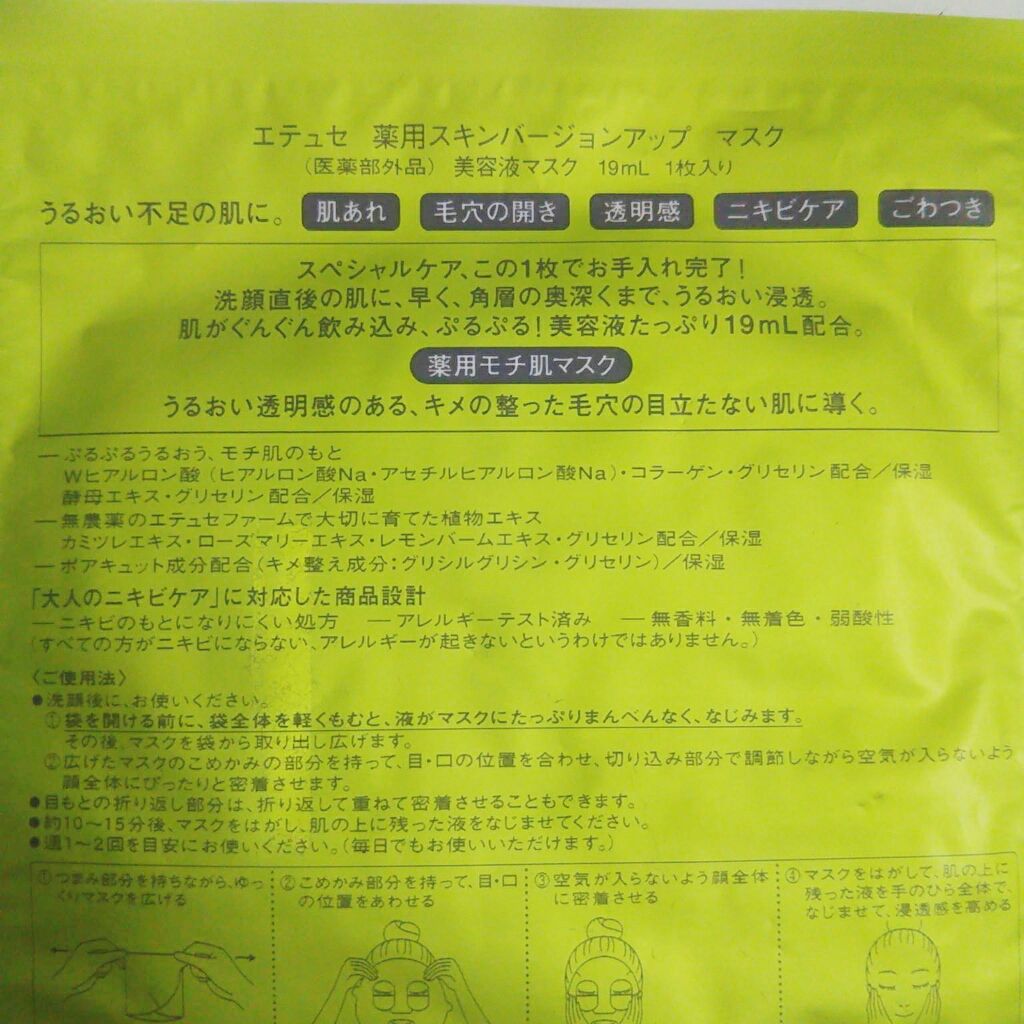 エテュセ 薬用スキンバージョンアップ マスク
（医薬部外品） 美容液マスク 19mL 1枚入り
うるおい不足の肌に。 肌あれ 毛穴の開き 透明感 ニキビケア ごわつき
スペシャルケア、この1枚でお手入れ完了！
洗顔直後の肌に、早く、角層の奥深くまで、うるおい浸透。
肌がぐんぐん飲み込み、ぷるぷる！美容液たっぷり19mL配合。
薬用モチ肌マスク
うるおい透明感のある、キメの整った毛穴の目立たない肌に導く。
―ぷるぷるうるおう、モチ肌のもと
Wヒアルロン酸（ヒアルロン酸Na・アセチルヒアルロン酸Na）・コラーゲン・グリセリン配合／保湿
酵母エキス・グリセリン配合／保湿
―無農薬のエテュセファームで大切に育てた植物エキス
カミツレエキス・ローズマリーエキス・レモンバームエキス・グリセリン配合／保湿
―ポアキュット成分配合（キメ整え成分：グリシルグリシン・グリセリン）／保湿
「大人のニキビケア」に対応した商品設計
―ニキビのもとになりにくい処方 ―アレルギーテスト済み ―無香料・無着色・弱酸性
（すべての方がニキビにならない、アレルギーが起きないというわけではありません。）
〈ご使用法〉
●洗顔後に、お使いください。
①袋を開ける前に、袋全体を軽くもむと、液がマスクにたっぷりまんべんなく、なじみます。
その後、マスクを袋から取り出し広げます。
②広げたマスクのこめかみの部分を持って、目・口の位置を合わせ、切り込み部分で調節しながら空気が入らないよう
顔全体にぴったりと密着させます。
●目もとの折り返し部分は、折り返して重ねて密着させることもできます。
●約10～15分後、マスクをはがし、肌の上に残った液をなじませてください。
●週1～2回を目安にお使いください。（毎日でもお使いいただけます。）
①つまみ部分を持ちながら、ゆっ
くりマスクを広げる
②こめかみ部分を持って、目・口
の位置をあわせる
③空気が入らないよう顔全体
に密着させる
④マスクをはがして、肌の上に
残った液を手のひら全体で、
なじませて、浸透感を高める